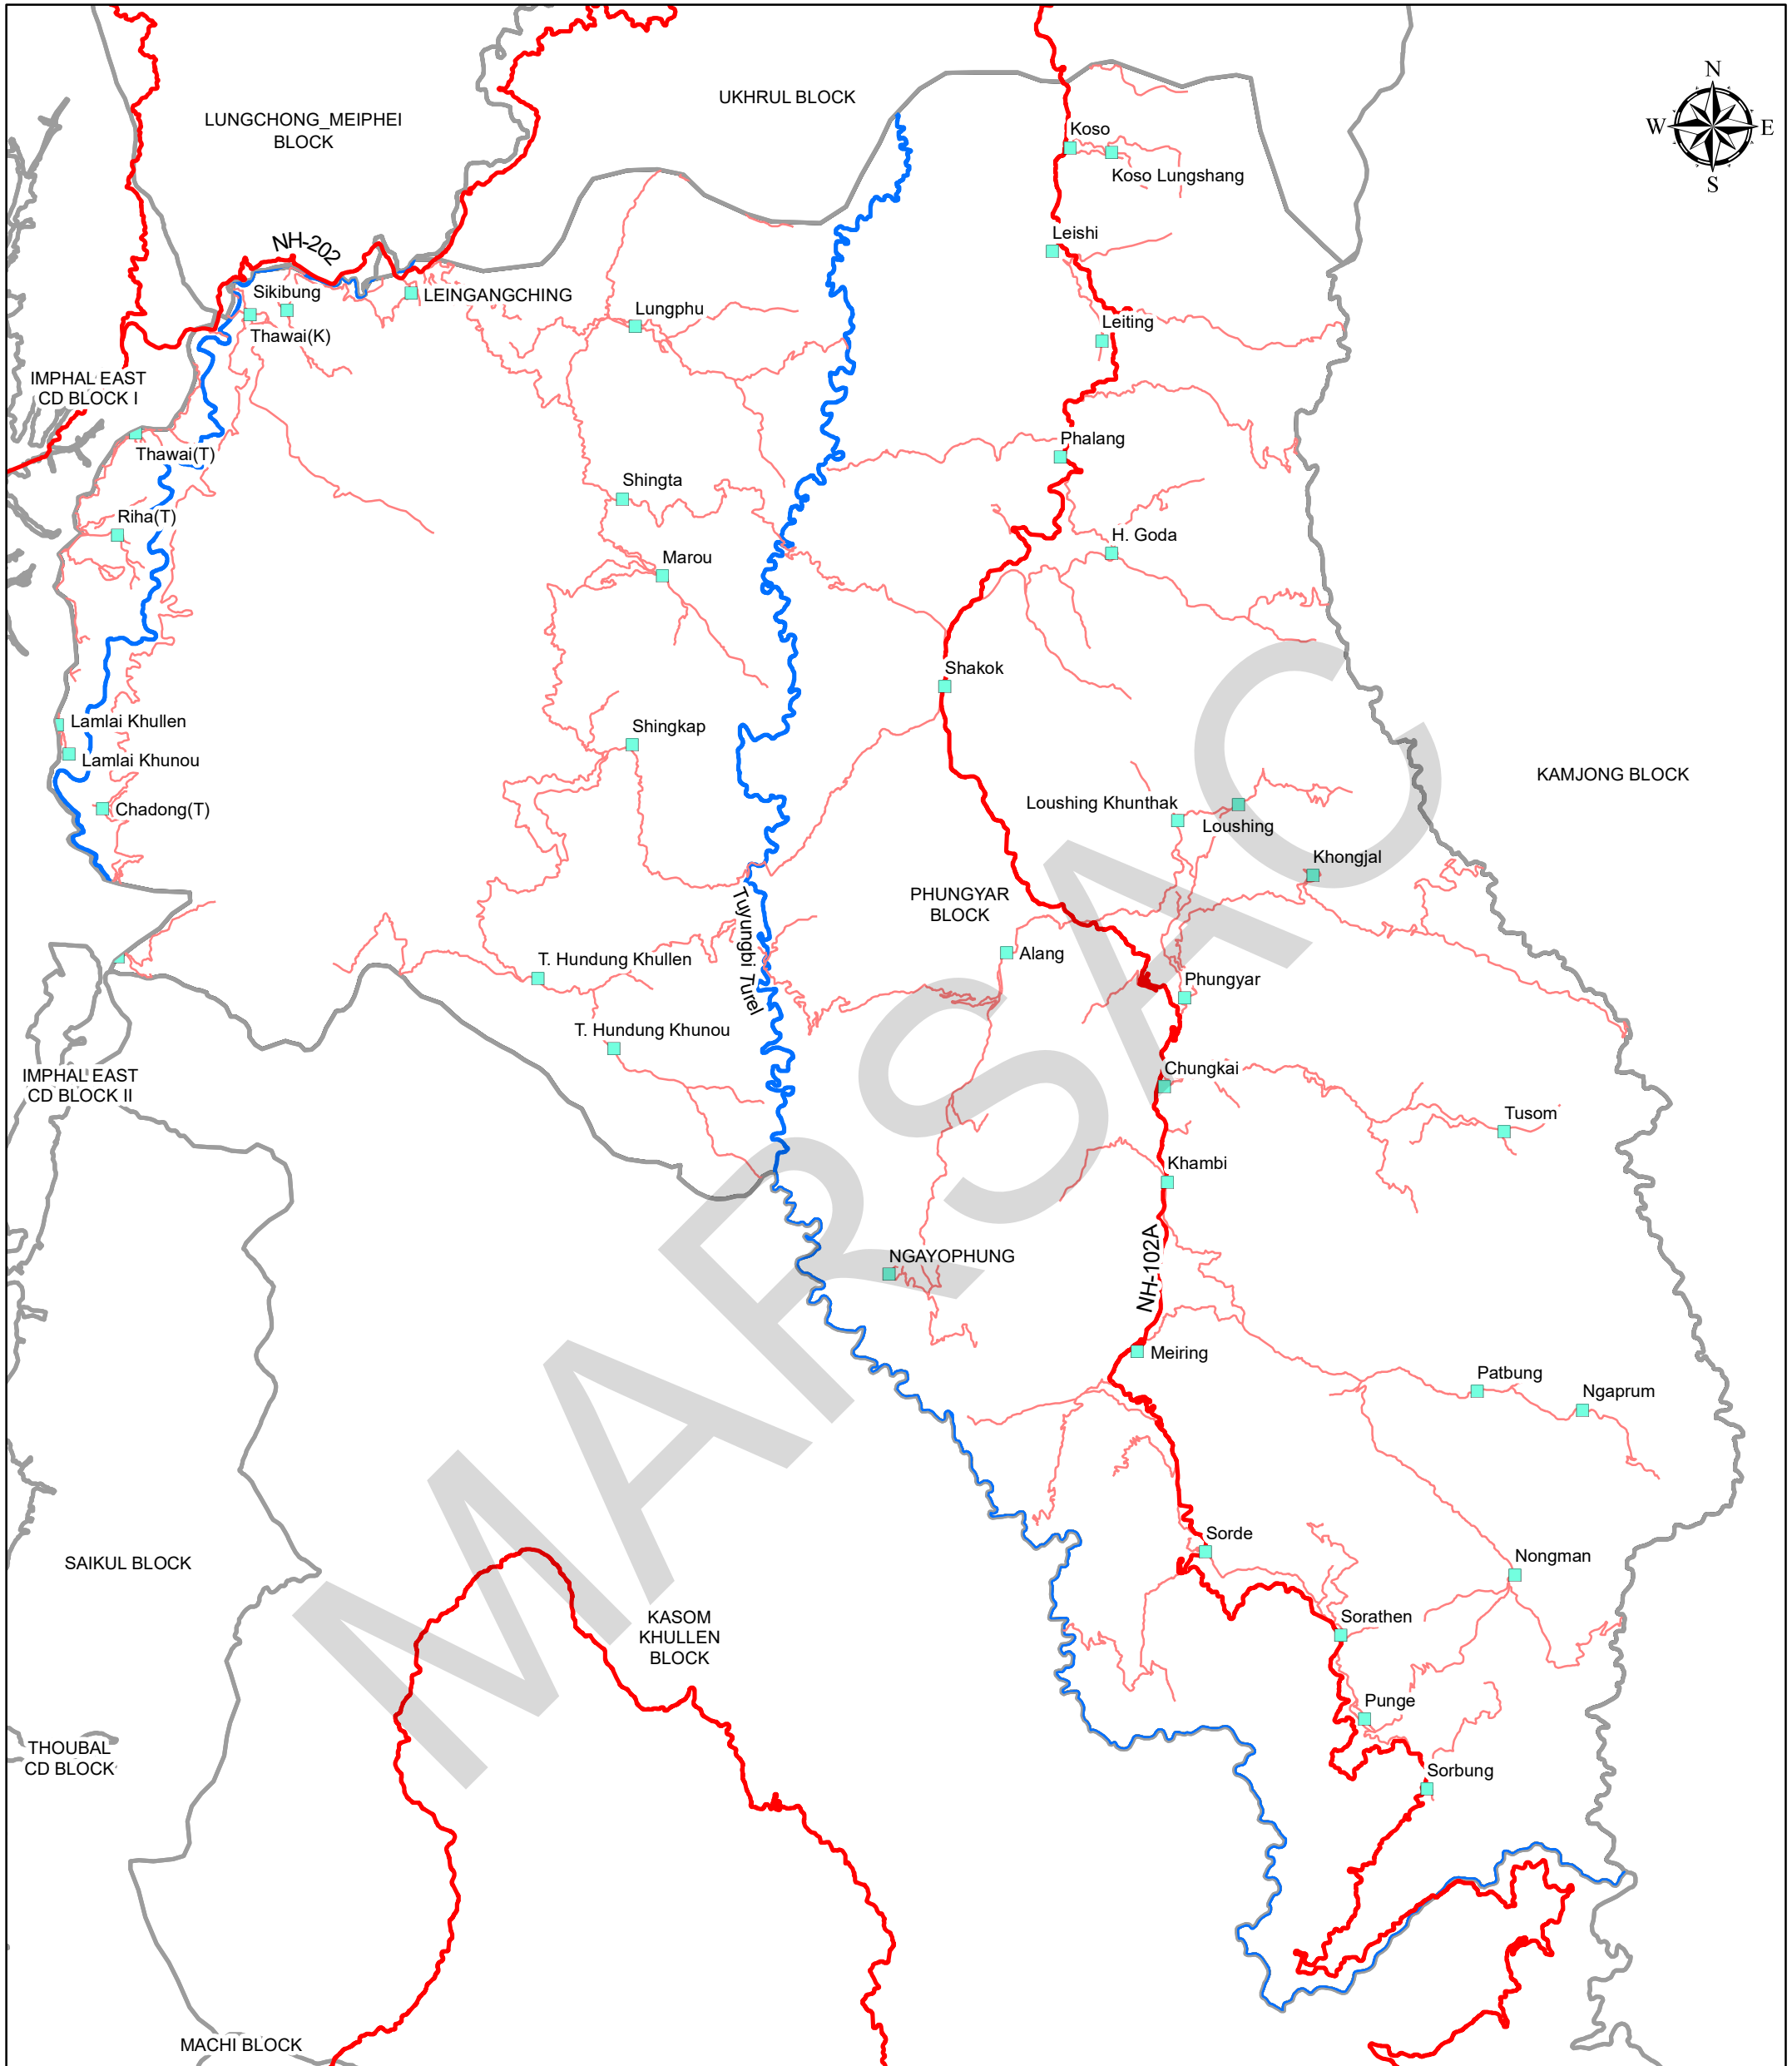 UKHRUL BLOCK
LUNGCHONG_MEIPHEI
BLOCK
N
W
E
S
Koso
Koso Lungshang
NH-202
Leishi
Sikibung
LEINGANGCHING
Thawai(K)
Lungphu
Leiting
IMPHAL EAST
CD BLOCK I
Thawai(T)
Phalang
Shingta
Riha(T)
H. Goda
Marou
Shakok
Lamlai Khullen
Shingkap
Lamlai Khunou
KAMJONG BLOCK
Chadong(T)
Loushing Khunthak
Loushing
Khongjal
PHUNGYAR
BLOCK
Tuyungbi Turel
Alang
T. Hundung Khullen
Phungyar
T. Hundung Khunou
IMPHAL EAST
CD BLOCK II
Chungkai
Tusom
Khambi
NGAYOPHUNG
NH-102A
Meiring
Patbung
Ngaprum
Sorde
SAIKUL BLOCK
Nongman
KASOM
KHULLEN
BLOCK
Sorathen
Punge
THOUBAL
CD BLOCK
Sorbung
MACHI BLOCK
MARSAC